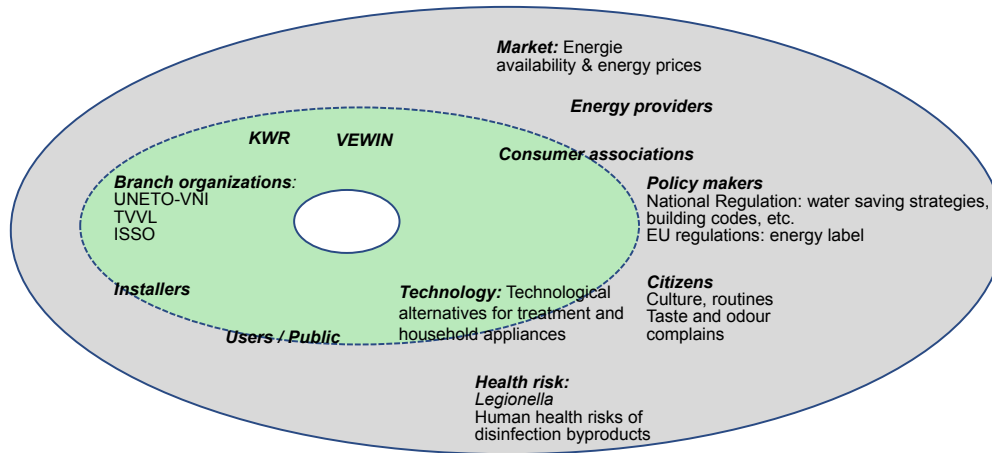 Market: Energie
availability & energy prices
Energy providers
KWR
VEWIN
Consumer associations
Branch organizations:
UNETO-VNI
TVVL
ISSO
Policy makers
National Regulation: water saving strategies,
building codes, etc.
EU regulations: energy label
Installers
Technology: Technological
alternatives for treatment and
household appliances
Citizens
Culture, routines
Taste and odour
complains
Users / Public
Health risk:
Legionella
Human health risks of
disinfection byproducts